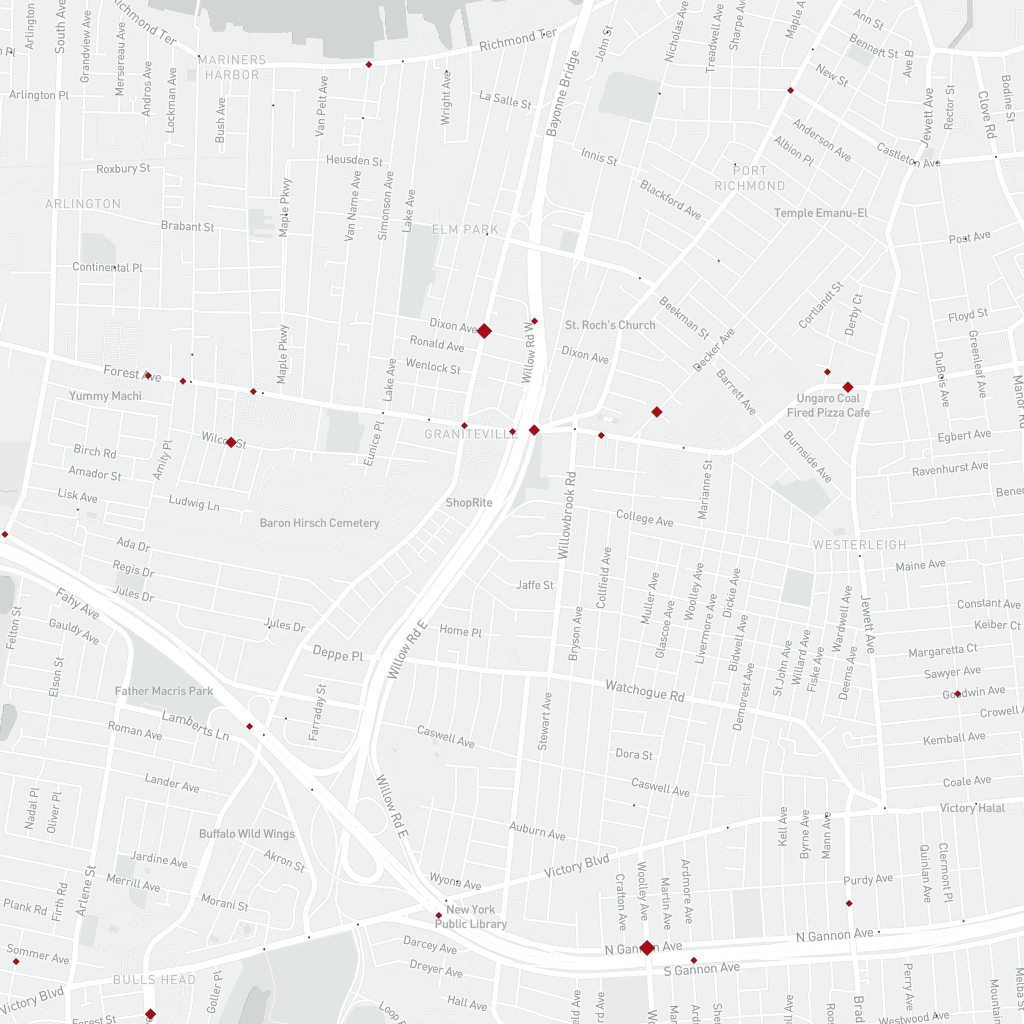 Richmond Ter
Arlington
South Ave
Grandview Ave
Mersereau Ave
Andros Ave
Lockman Ave
MARINERS
HARBOR
Bush Ave
Van Pelt Ave
Wright Ave
Richmond Ter
Bayonne Bridge
La Salle St
John St
Nicholas Ave
Treadwell Ave
Sharpe Ave
Maple A
Ann St
Bennett St
Ave B
New St
Jewett Ave
Rector St
Clove Rd
Bodine St
Arlington Pl
Anderson Ave
Albion Pl
Castleton Ave
Innis St
Heusden St
Roxbury St
PORT
RICHMOND
Blackford Ave
ARLINGTON
Maple Pkwy
Van Name Ave
Simonson Ave
Lake Ave
Brabant St
ELM PARK
Temple Emanu-El
Post Ave
Continental Pl
Cortlandt St
Derby Ct
Beekman St
Floyd St
Dixon Ave
St. Roch's Church
Ronald Ave
Willow Rd W
Dixon Ave
Decker Ave
Wenlock St
Maple Pkwy
Lake Ave
Barrett Ave
DuBois Ave
Greenleaf Ave
Manor Rd
Forest Ave
Yummy Machi
Ungaro Coal
Fired Pizza Cafe
GRANITEVILLE
Wilcox St
Eunice Pl
Amity Pl
Birch Rd
Burnside Ave
Egbert Ave
Ravenhurst Ave
Amador St
Marianne St
Lisk Ave
Ludwig Ln
ShopRite
Willowbrook Rd
Bened
Baron Hirsch Cemetery
College Ave
WESTERLEIGH
Ada Dr
Regis Dr
Jules Dr
Maine Ave
Collfield Ave
Jaffe St
Muller Ave
Glascoe Ave
Woolley Ave
Livermore Ave
Dickie Ave
Bidwell Ave
Wardwell Ave
Jewett Ave
Constant Ave
Keiber Ct
Fahy Ave
Gauldy Ave
Felton St
Jules Dr
Home Pl
Bryson Ave
Willow Rd E
Deppe Pl
Margaretta Ct
Sawyer Ave
St John Ave
Willard Ave
Fiske Ave
Deems Ave
Elson St
Father Macris Park
Watchogue Rd
Goodwin Ave
Crowell A
Demorest Ave
Farraday St
Stewart Ave
Lamberts Ln
Roman Ave
Caswell Ave
Kemball Ave
Dora St
Lander Ave
Caswell Ave
Coale Ave
Nadal Pl
Oliver Pl
Willow Rd E
Victory Halal
Kell Ave
Byrne Ave
Mann Ave
Buffalo Wild Wings
Auburn Ave
Akron St
Victory Blvd
Jardine Ave
Clermont Pl
Quinlan Ave
Merrill Ave
Arlene St
Wyona Ave
Purdy Ave
Crafton Ave
Woolley Ave
Martin Ave
Ardmore Ave
Firth Rd
Plank Rd
Morani St
New York
Public Library
N Gannon Ave
N Gannon Ave
Sommer Ave
Darcey Ave
S Gannon Ave
Dreyer Ave
BULLS HEAD
Goller Pl
Perry Ave
Mountain
Melba St
Victory Blvd
Hall Ave
Forest St
Westwood Ave